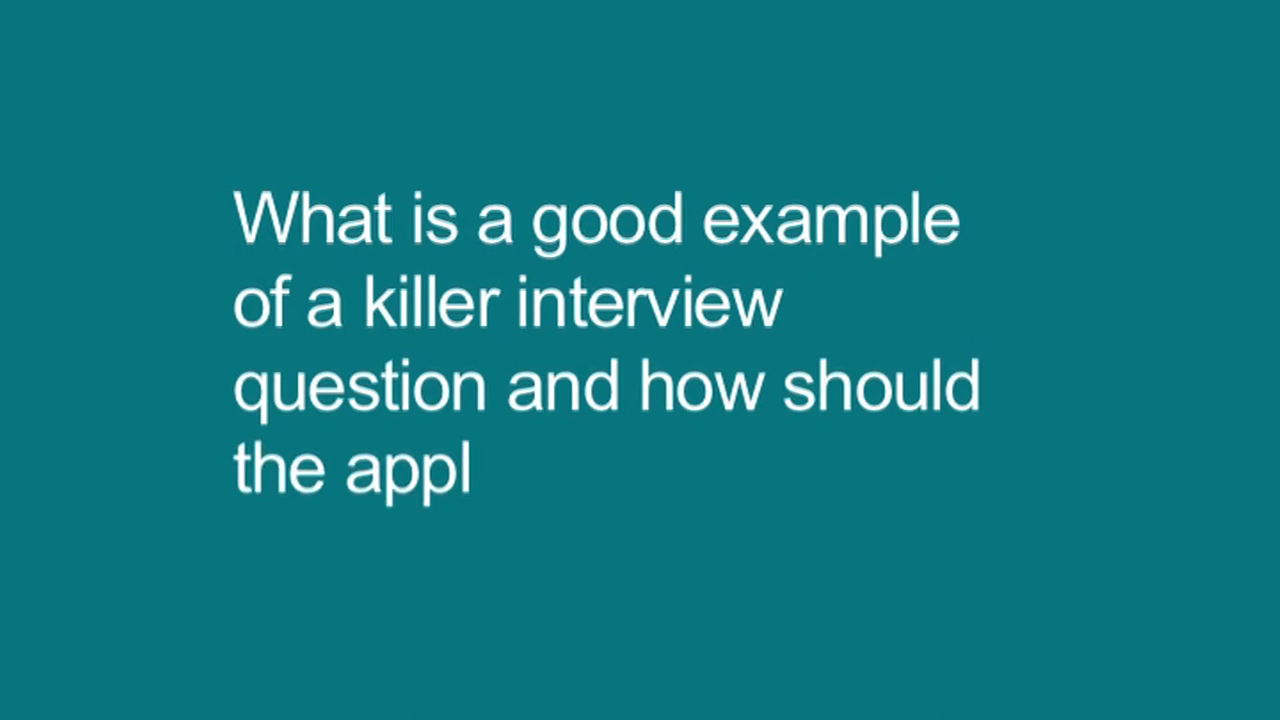 What is a good example
of a killer interview
question and how should
the appl